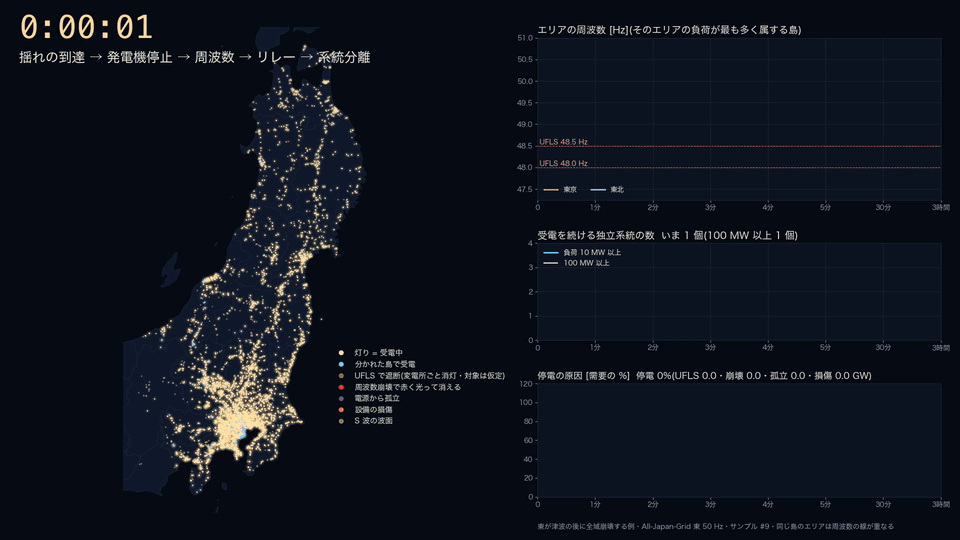 0:00:01
揺れの到達 → 発電機停止 → 周波数 → リレー → 系統分離
灯り = 受電中
分かれた島で受電
UFLS で遮断(変電所ごと消灯・対象は仮定)
周波数崩壊で赤く光って消える
電源から孤立
設備の損傷
S 波の波面
エリアの周波数 [Hz](そのエリアの負荷が最も多く属する島)
51.0
50.5
50.0
49.5
49.0
48.5
48.0
47.5
UFLS 48.5 Hz
UFLS 48.0 Hz
東京 東北
0 1分 2分 3分 4分 5分 30分 3時間
受電を続ける独立系統の数 いま 1 個(100 MW 以上 1 個)
4
3
2
1
0
負荷 10 MW 以上
100 MW 以上
0 1分 2分 3分 4分 5分 30分 3時間
停電の原因 [需要の %] 停電 0%(UFLS 0.0・崩壊 0.0・孤立 0.0・損傷 0.0 GW)
120
100
80
60
40
20
0
0 1分 2分 3分 4分 5分 30分 3時間
東が津波の後に全域崩壊する例・All-Japan-Grid 東 50 Hz・サンプル #9・同じ島のエリアは周波数の線が重なる